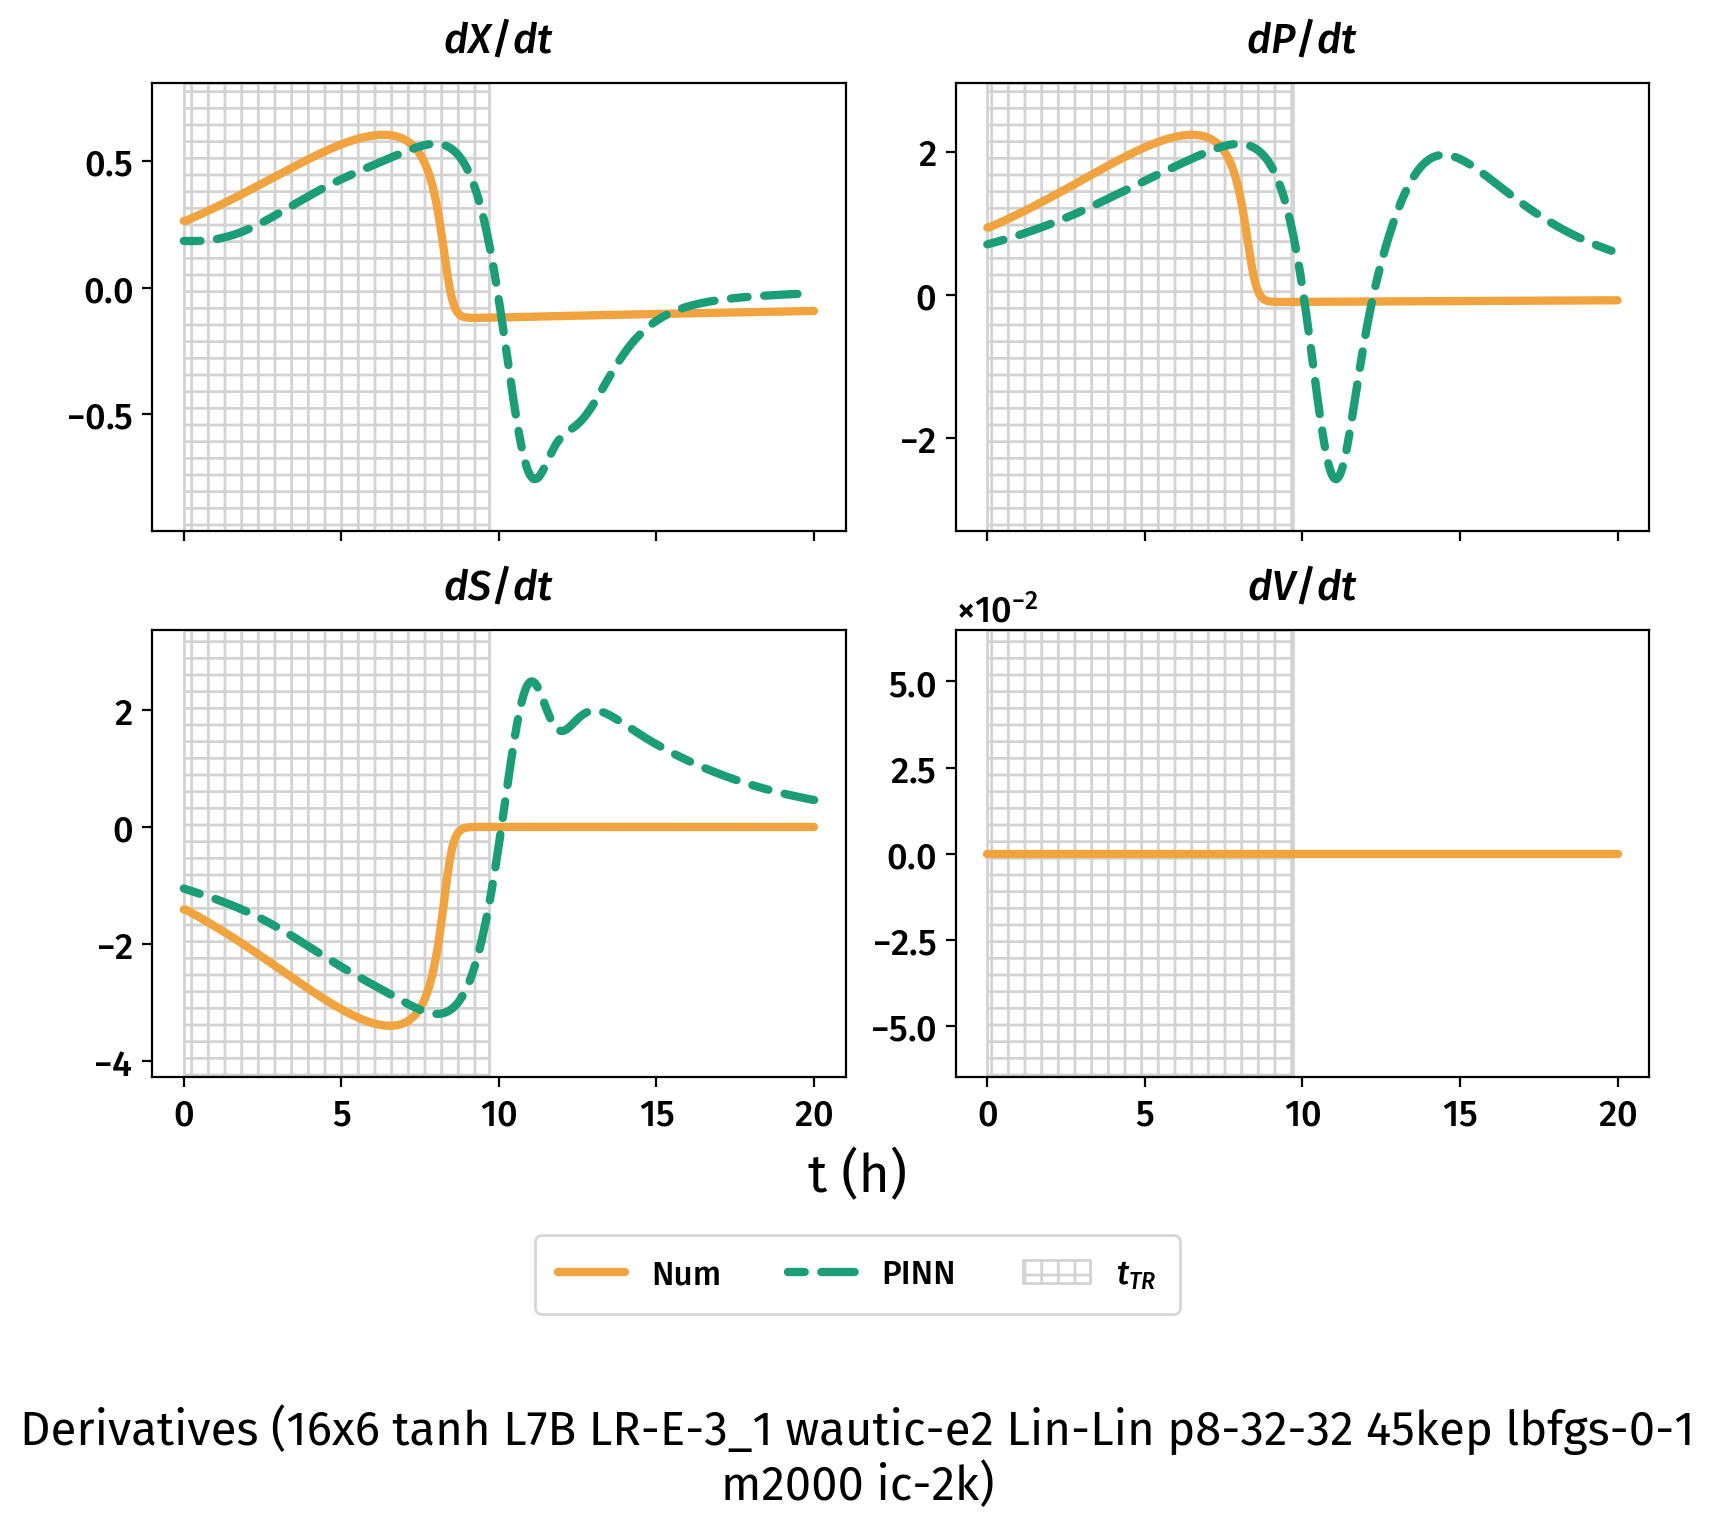 dX/dt
dP/dt
0.5
0.0
−0.5
2
0
−2
dS/dt
dV/dt
×10⁻²
2
0
−2
−4
5.0
2.5
0.0
−2.5
−5.0
0 5 10 15 20
0 5 10 15 20
t (h)
Num PINN t_TR
Derivatives (16x6 tanh L7B LR-E-3_1 wautic-e2 Lin-Lin p8-32-32 45kep lbfgs-0-1
m2000 ic-2k)